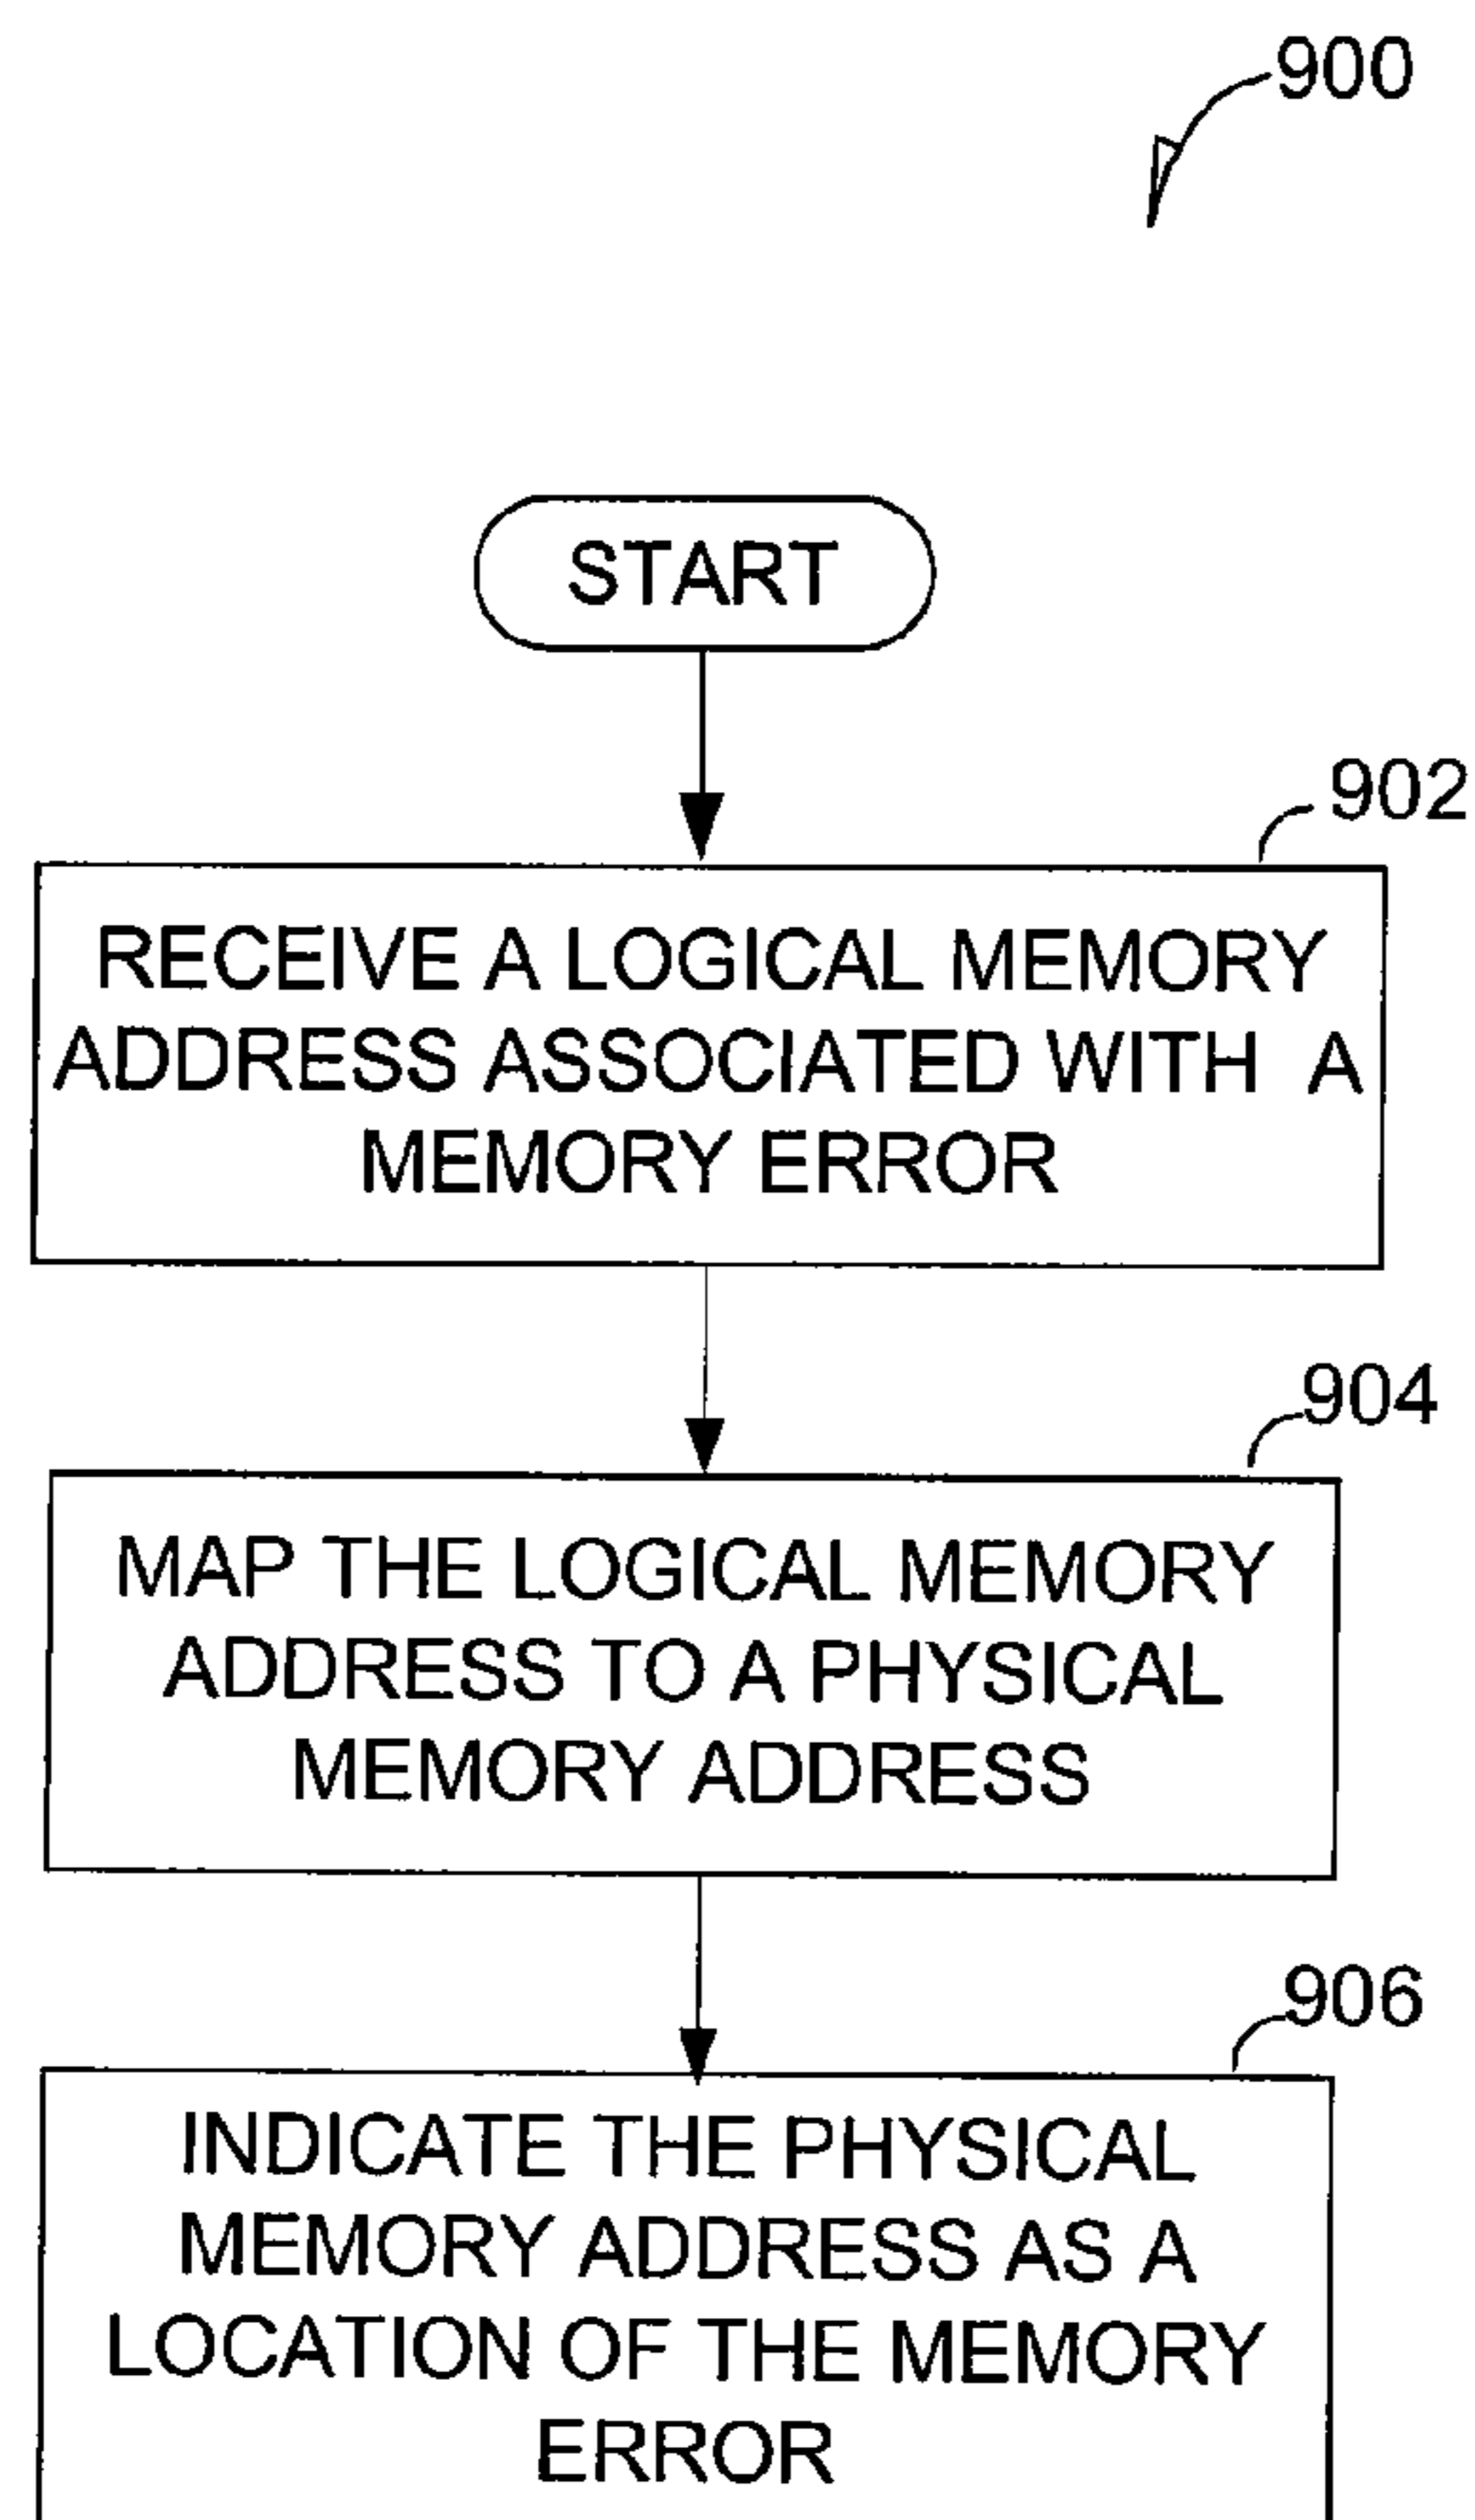 900
START
902
RECEIVE A LOGICAL MEMORY
ADDRESS ASSOCIATED WITH A
MEMORY ERROR
904
MAP THE LOGICAL MEMORY
ADDRESS TO A PHYSICAL
MEMORY ADDRESS
906
INDICATE THE PHYSICAL
MEMORY ADDRESS AS A
LOCATION OF THE MEMORY
ERROR